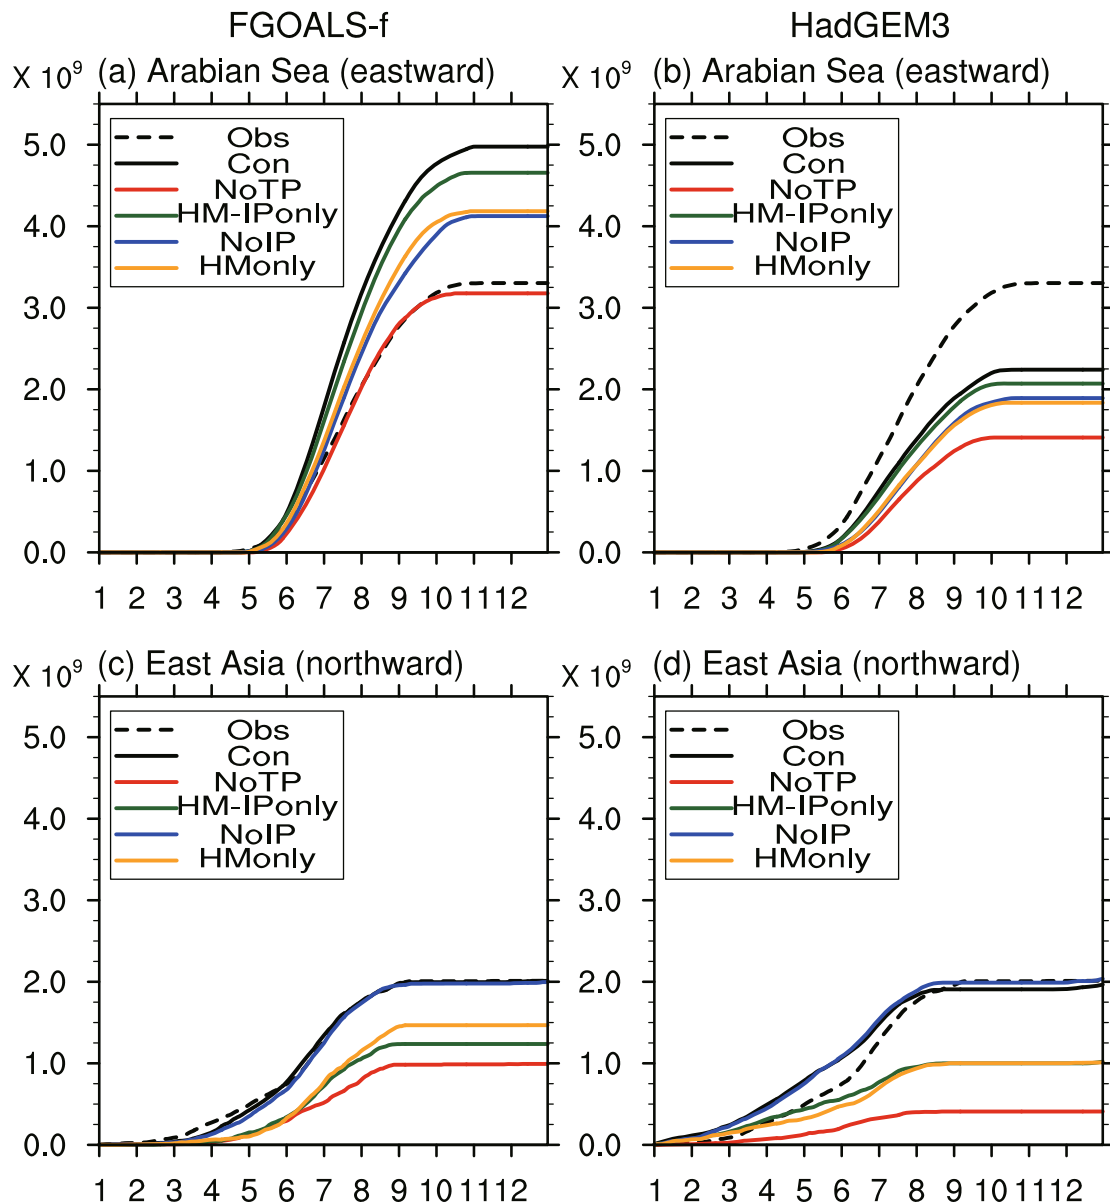 FGOALS-f
HadGEM3
X 10⁹ (a) Arabian Sea (eastward)
Obs
Con
NoTP
HM-IPonly
NoIP
HMonly
5.0
4.0
3.0
2.0
1.0
0.0
1 2 3 4 5 6 7 8 9 10 11 12
X 10⁹ (b) Arabian Sea (eastward)
Obs
Con
NoTP
HM-IPonly
NoIP
HMonly
5.0
4.0
3.0
2.0
1.0
0.0
1 2 3 4 5 6 7 8 9 10 11 12
X 10⁹ (c) East Asia (northward)
Obs
Con
NoTP
HM-IPonly
NoIP
HMonly
5.0
4.0
3.0
2.0
1.0
0.0
1 2 3 4 5 6 7 8 9 10 11 12
X 10⁹ (d) East Asia (northward)
Obs
Con
NoTP
HM-IPonly
NoIP
HMonly
5.0
4.0
3.0
2.0
1.0
0.0
1 2 3 4 5 6 7 8 9 10 11 12